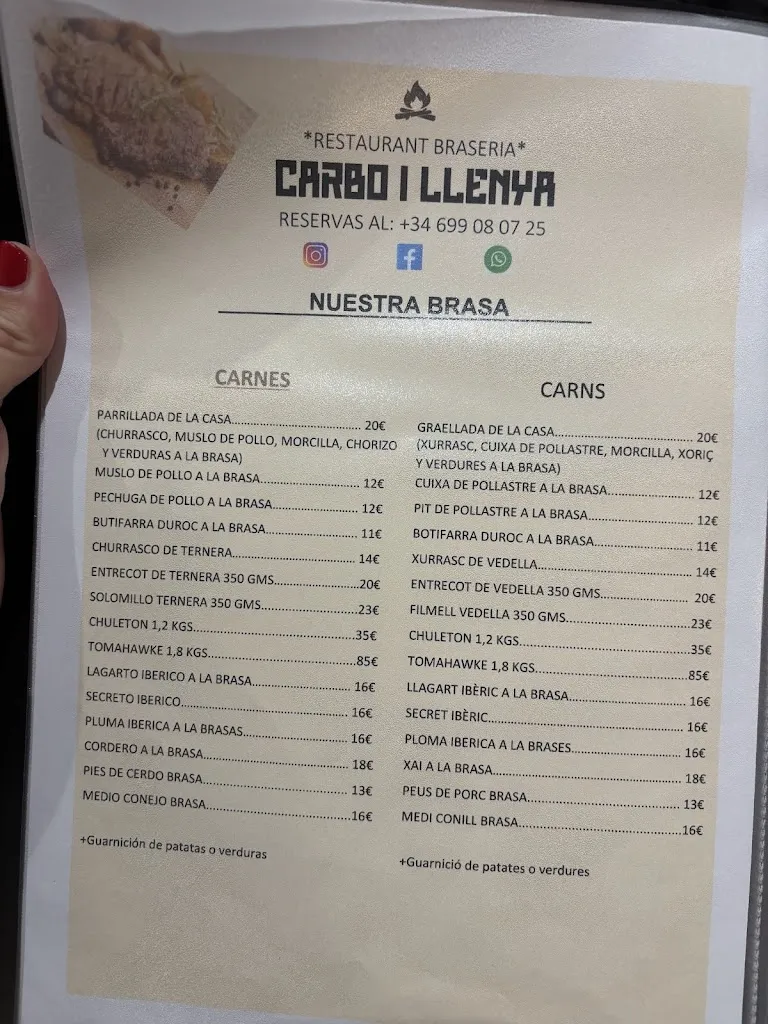 *RESTAURANT BRASERIA*
CARBO I LLENYA
RESERVAS AL: +34 699 08 07 25
NUESTRA BRASA
CARNES
PARRILLADA DE LA CASA.................................. 20€
(CHURRASCO, MUSLO DE POLLO, MORCILLA, CHORIZO
Y VERDURAS A LA BRASA)
MUSLO DE POLLO A LA BRASA.......................... 12€
PECHUGA DE POLLO A LA BRASA....................... 12€
BUTIFARRA DUROC A LA BRASA........................ 11€
CHURRASCO DE TERNERA................................ 14€
ENTRECOT DE TERNERA 350 GMS......................20€
SOLOMILLO TERNERA 350 GMS.........................23€
CHULETON 1,2 KGS...........................................35€
TOMAHAWKE 1,8 KGS.......................................85€
LAGARTO IBERICO A LA BRASA.......................... 16€
SECRETO IBERICO............................................. 16€
PLUMA IBERICA A LA BRASAS............................ 16€
CORDERO A LA BRASA...................................... 18€
PIES DE CERDO BRASA...................................... 13€
MEDIO CONEJO BRASA......................................16€
+Guarnición de patatas o verduras
CARNS
GRAELLADA DE LA CASA.................................... 20€
(XURRASC, CUIXA DE POLLASTRE, MORCILLA, XORIÇ
Y VERDURES A LA BRASA)
CUIXA DE POLLASTRE A LA BRASA....................... 12€
PIT DE POLLASTRE A LA BRASA............................ 12€
BOTIFARRA DUROC A LA BRASA.......................... 11€
XURRASC DE VEDELLA........................................ 14€
ENTRECOT DE VEDELLA 350 GMS........................ 20€
FILMELL VEDELLA 350 GMS................................23€
CHULETON 1,2 KGS............................................35€
TOMAHAWKE 1,8 KGS........................................85€
LLAGART IBÈRIC A LA BRASA............................... 16€
SECRET IBÈRIC................................................... 16€
PLOMA IBERICA A LA BRASES............................. 16€
XAI A LA BRASA................................................. 18€
PEUS DE PORC BRASA........................................ 13€
MEDI CONILL BRASA..........................................16€
+Guarnició de patates o verdures